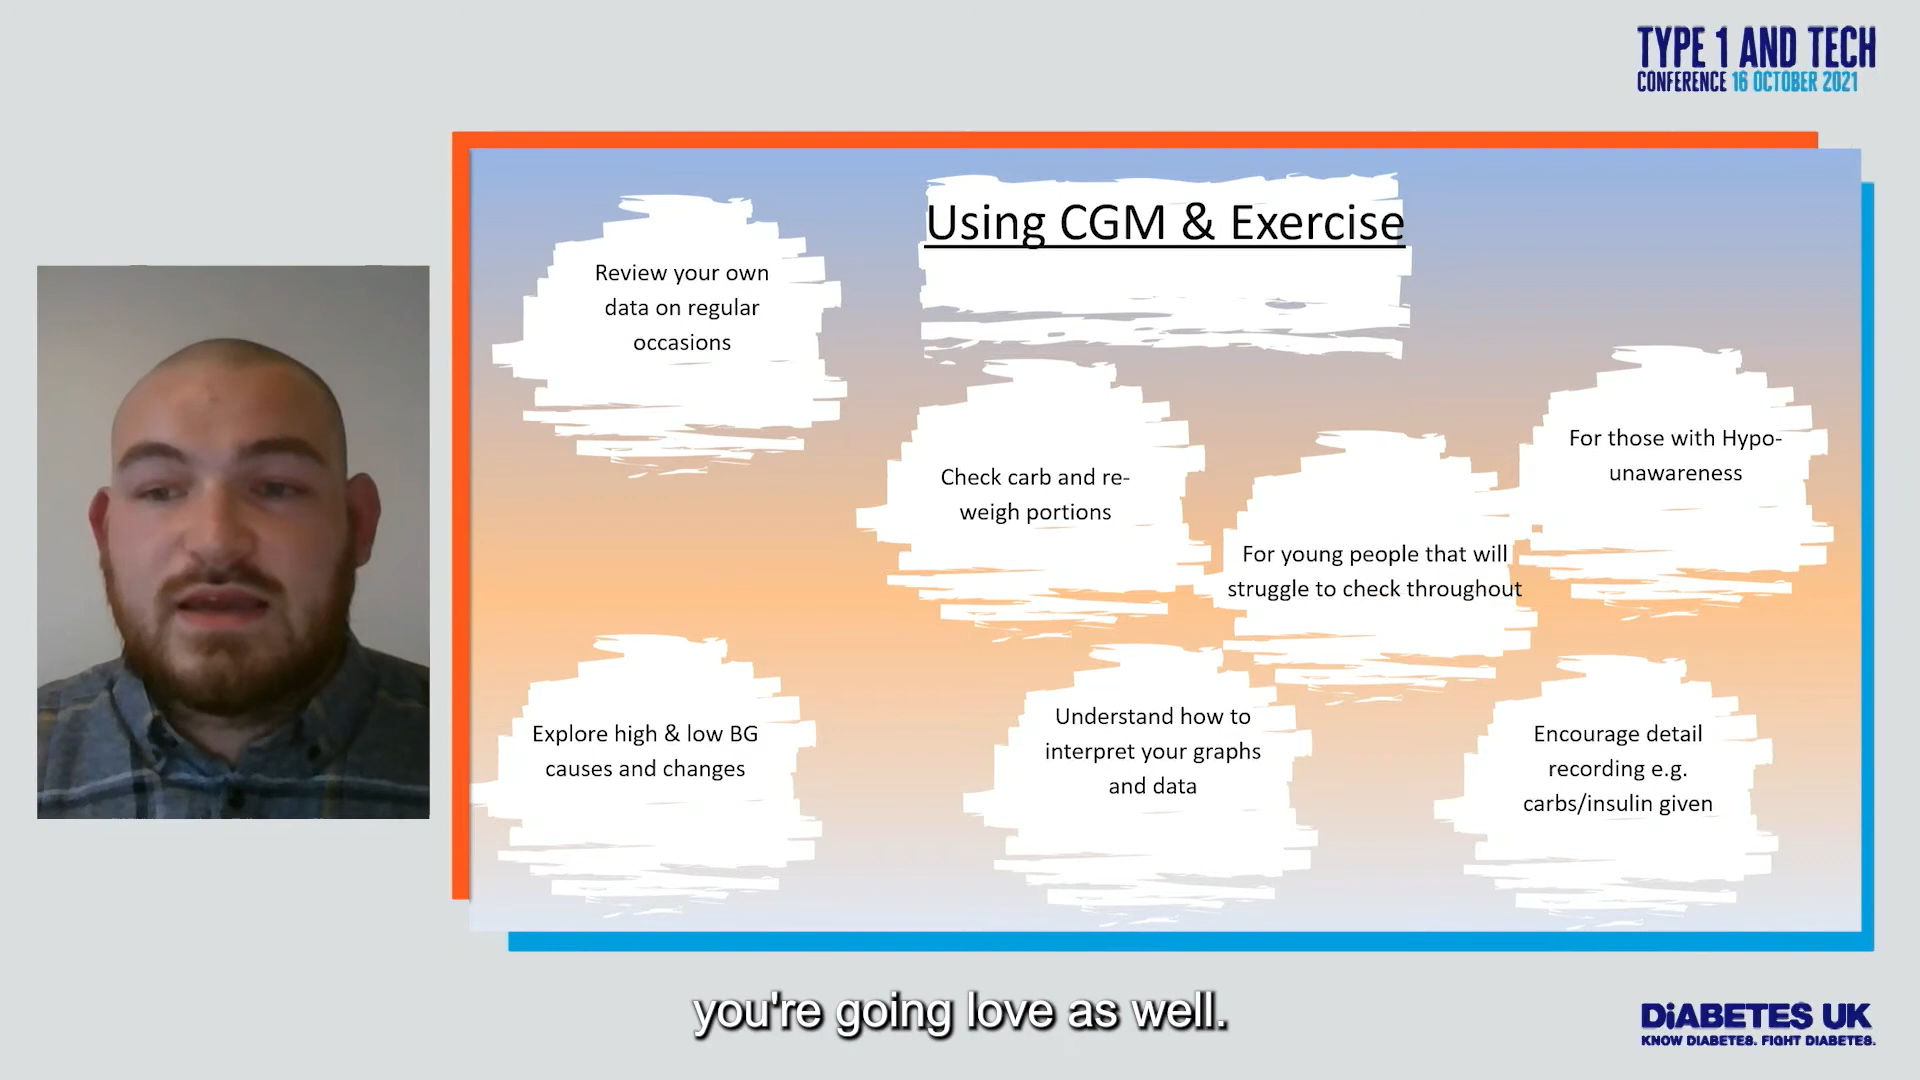 TYPE 1 AND TECH
CONFERENCE 16 OCTOBER 2021
Using CGM & Exercise
Review your own
data on regular
occasions
Check carb and re-
weigh portions
For those with Hypo-
unawareness
For young people that will
struggle to check throughout
Explore high & low BG
causes and changes
Understand how to
interpret your graphs
and data
Encourage detail
recording e.g.
carbs/insulin given
you're going love as well.
DiABETES UK
KNOW DIABETES. FIGHT DIABETES.